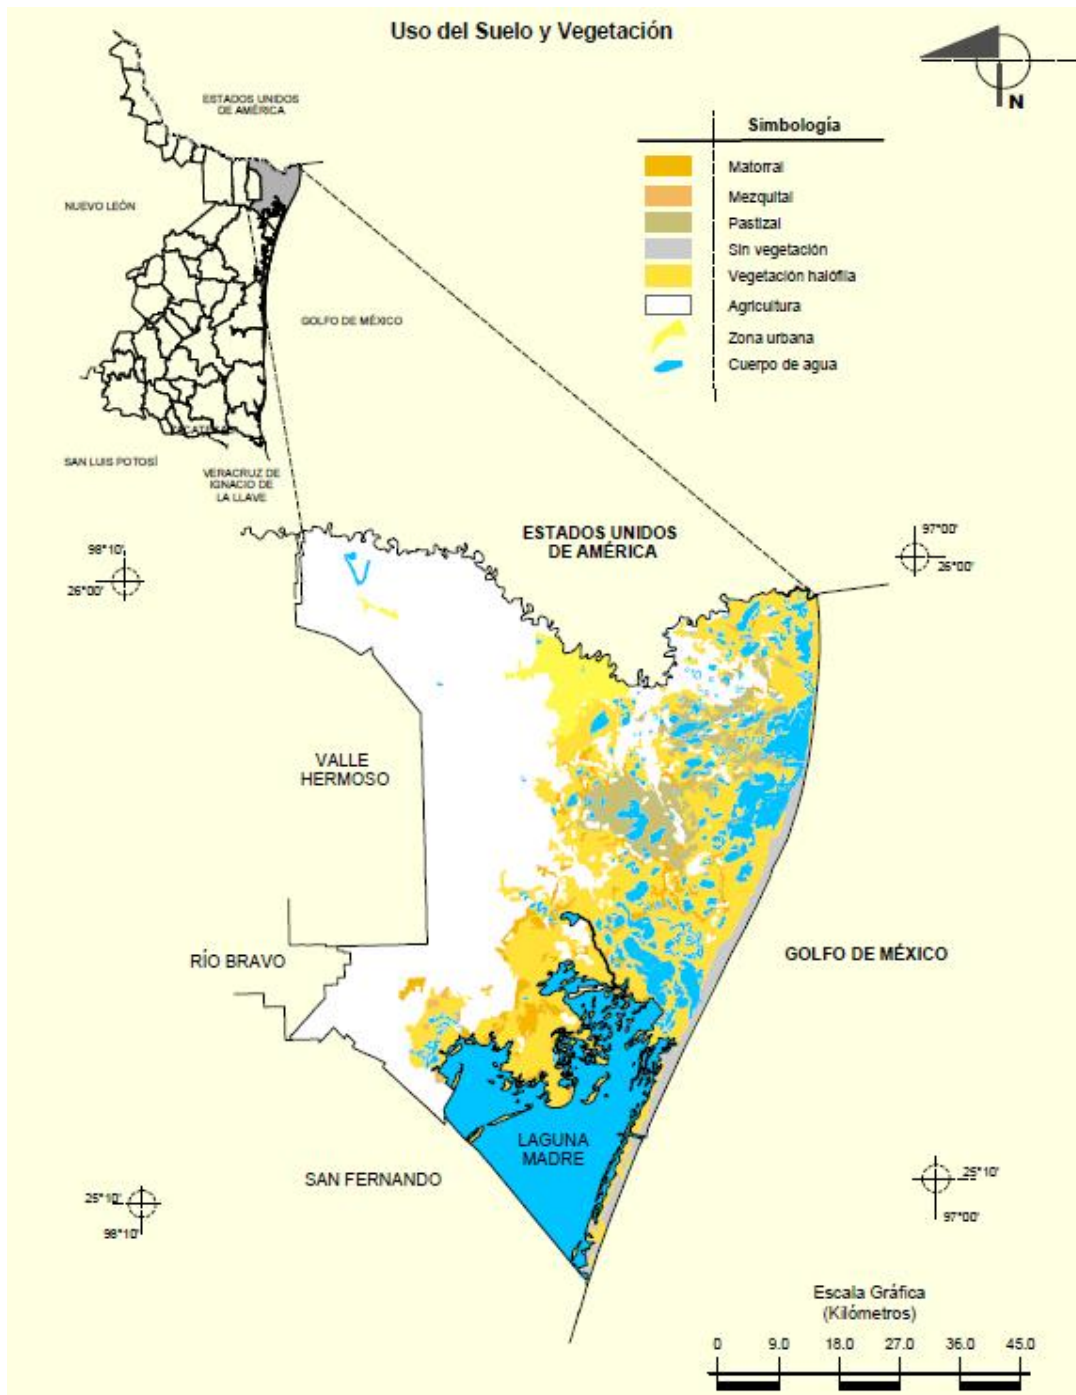 Uso del Suelo y Vegetación
N
ESTADOS UNIDOS
DE AMÉRICA
NUEVO LEÓN
GOLFO DE MÉXICO
SAN LUIS POTOSÍ
VERACRUZ DE
IGNACIO DE
LA LLAVE
Simbología
Matorral
Mezquital
Pastizal
Sin vegetación
Vegetación halófila
Agricultura
Zona urbana
Cuerpo de agua
98°10'
26°00'
ESTADOS UNIDOS
DE AMÉRICA
97°00'
26°00'
VALLE
HERMOSO
RÍO BRAVO
GOLFO DE MÉXICO
LAGUNA
MADRE
SAN FERNANDO
25°10'
98°10'
25°10'
97°00'
Escala Gráfica
(Kilómetros)
0 9.0 18.0 27.0 36.0 45.0